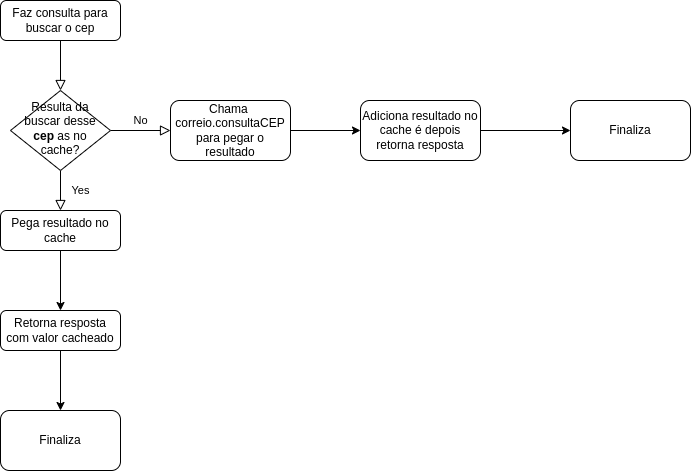 Faz consulta para
buscar o cep
Resulta da
buscar desse
cep as no
cache?
No
Chama
correio.consultaCEP
para pegar o
resultado
Adiciona resultado no
cache é depois
retorna resposta
Finaliza
Yes
Pega resultado no
cache
Retorna resposta
com valor cacheado
Finaliza